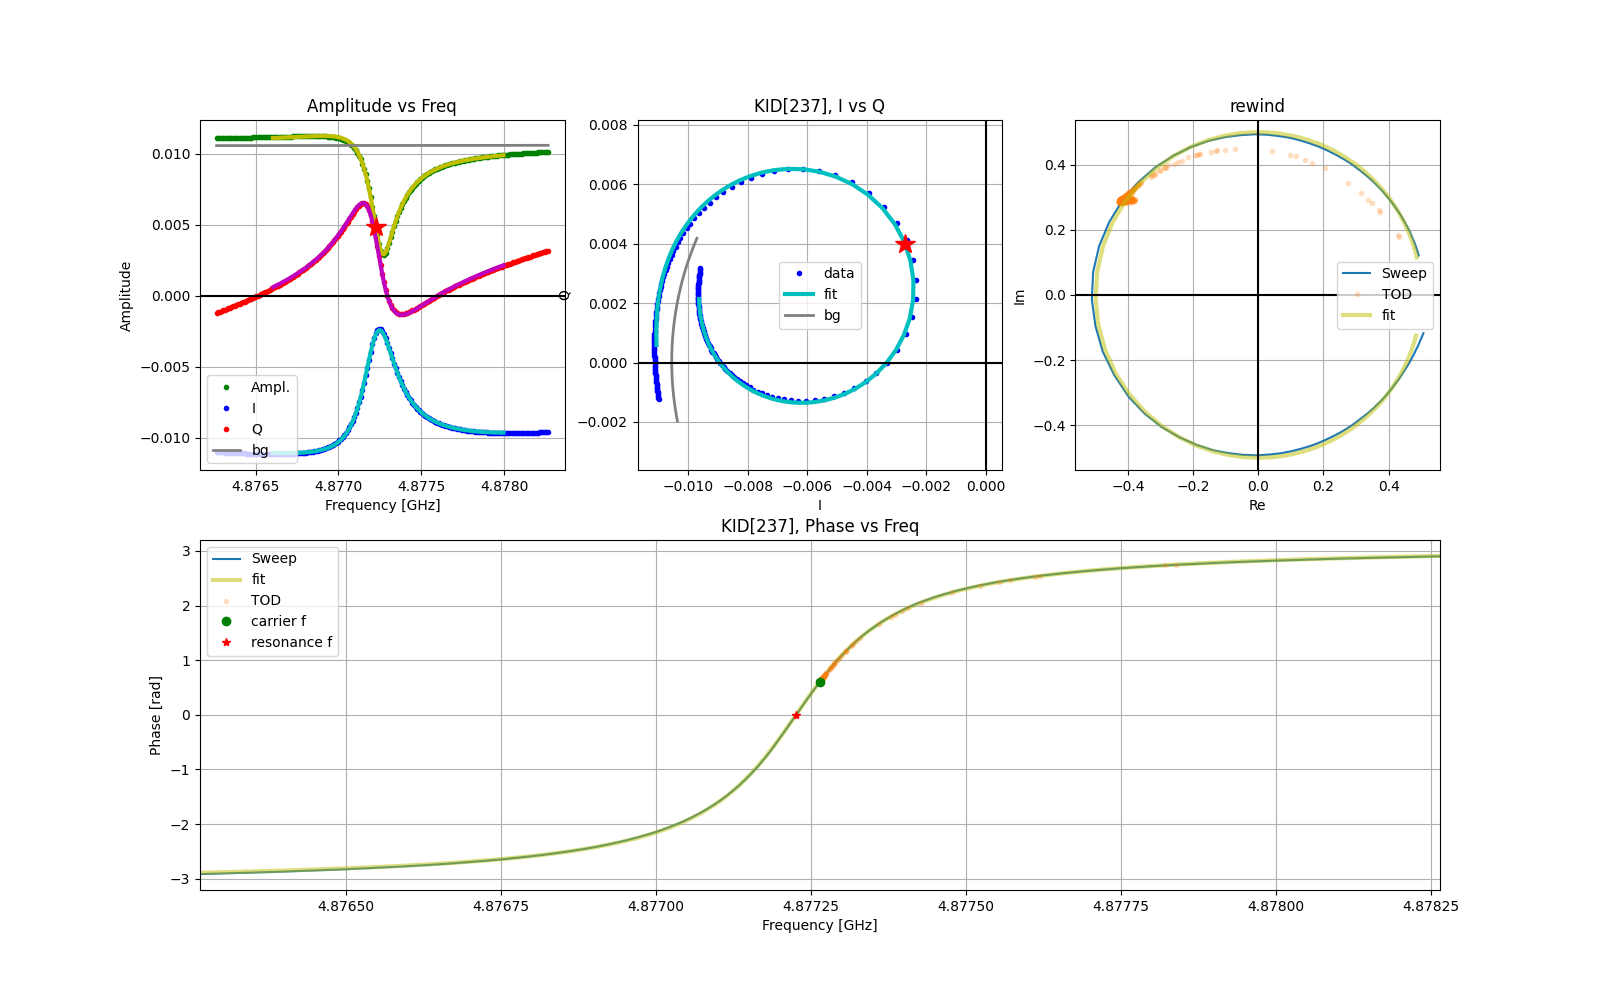 Amplitude vs Freq
Amplitude
0.010
0.005
0.000
−0.005
−0.010
Ampl.
I
Q
bg
4.8765
4.8770
4.8775
4.8780
Frequency [GHz]
KID[237], I vs Q
Q
0.008
0.006
0.004
0.002
0.000
−0.002
data
fit
bg
−0.010
−0.008
−0.006
−0.004
−0.002
0.000
I
rewind
Im
0.4
0.2
0.0
−0.2
−0.4
Sweep
TOD
fit
−0.4
−0.2
0.0
0.2
0.4
Re
KID[237], Phase vs Freq
Phase [rad]
3
2
1
0
−1
−2
−3
Sweep
fit
TOD
carrier f
resonance f
4.87650
4.87675
4.87700
4.87725
4.87750
4.87775
4.87800
4.87825
Frequency [GHz]